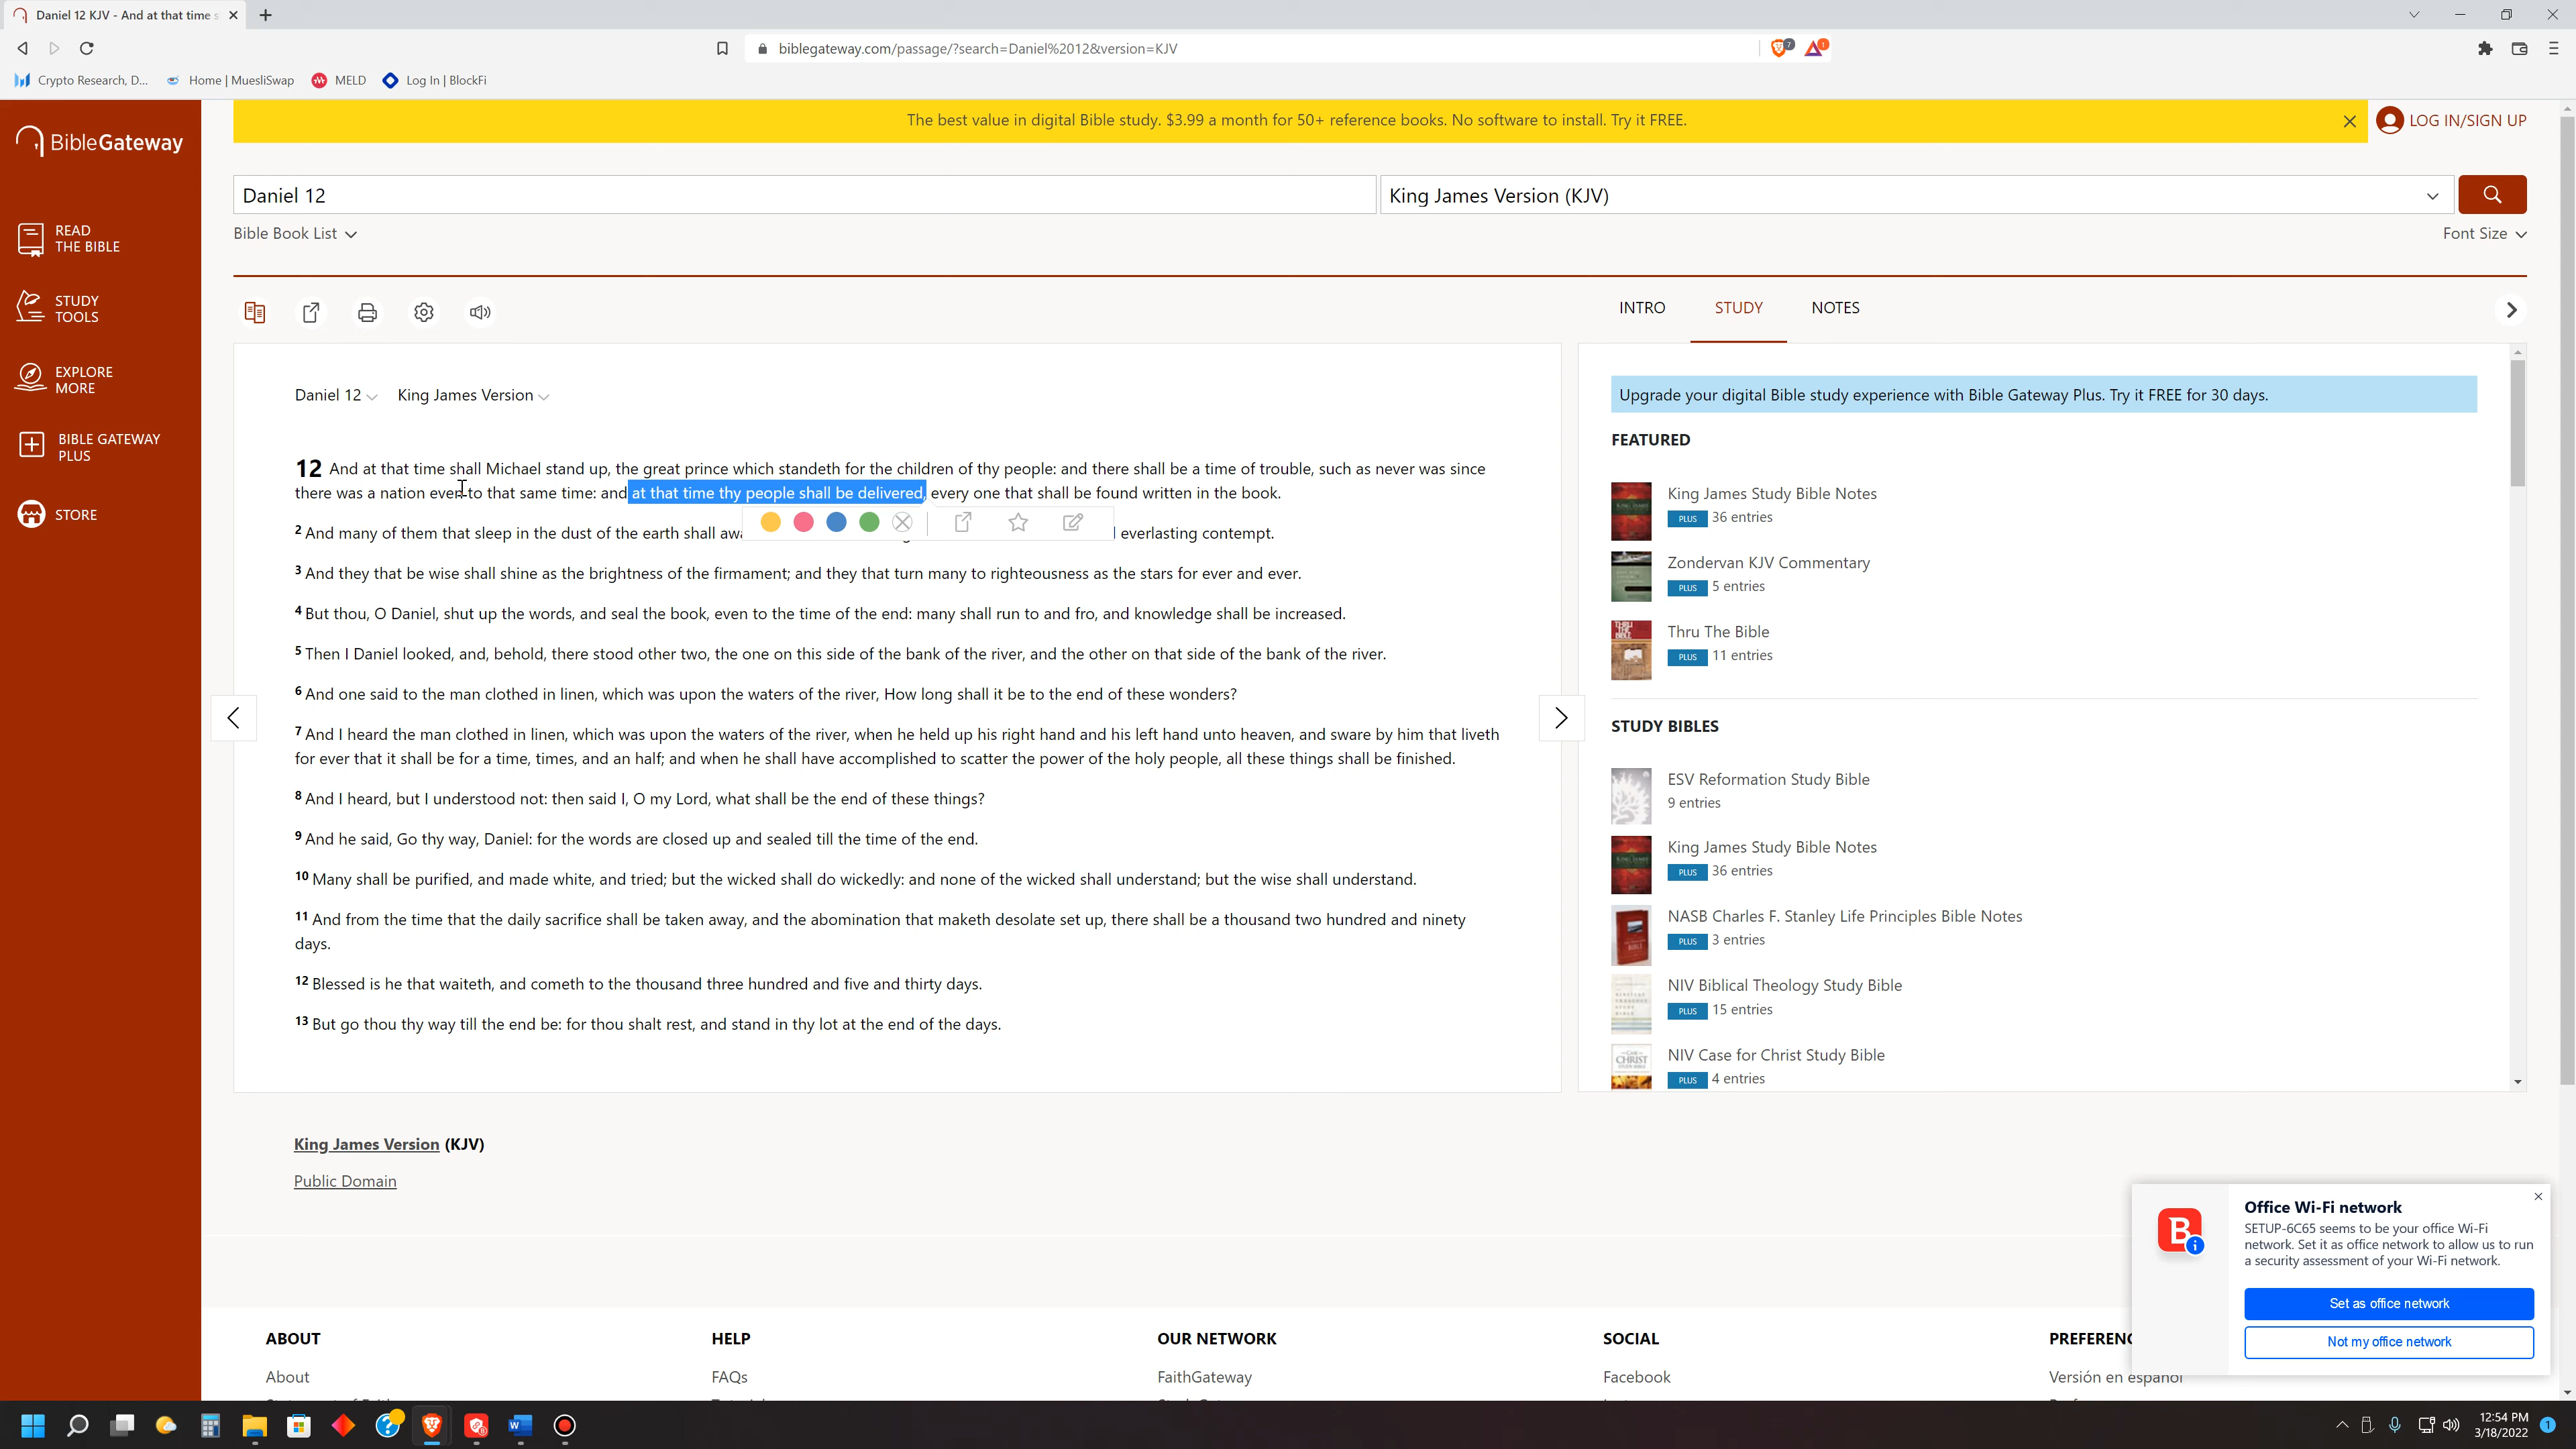 Daniel 12 KJV - And at that time s
biblegateway.com/passage/?search=Daniel%2012&version=KJV
7
1
Crypto Research, D...
Home | MuesliSwap
MELD
Log In | BlockFi
BibleGateway
The best value in digital Bible study. $3.99 a month for 50+ reference books. No software to install. Try it FREE.
LOG IN/SIGN UP
Daniel 12
King James Version (KJV)
Bible Book List
Font Size
READ
THE BIBLE
STUDY
TOOLS
EXPLORE
MORE
BIBLE GATEWAY
PLUS
STORE
INTRO
STUDY
NOTES
Daniel 12
King James Version
12 And at that time shall Michael stand up, the great prince which standeth for the children of thy people: and there shall be a time of trouble, such as never was since
there was a nation even to that same time: and at that time thy people shall be delivered, every one that shall be found written in the book.
2 And many of them that sleep in the dust of the earth shall awa
everlasting contempt.
3 And they that be wise shall shine as the brightness of the firmament; and they that turn many to righteousness as the stars for ever and ever.
4 But thou, O Daniel, shut up the words, and seal the book, even to the time of the end: many shall run to and fro, and knowledge shall be increased.
5 Then I Daniel looked, and, behold, there stood other two, the one on this side of the bank of the river, and the other on that side of the bank of the river.
6 And one said to the man clothed in linen, which was upon the waters of the river, How long shall it be to the end of these wonders?
7 And I heard the man clothed in linen, which was upon the waters of the river, when he held up his right hand and his left hand unto heaven, and sware by him that liveth
for ever that it shall be for a time, times, and an half; and when he shall have accomplished to scatter the power of the holy people, all these things shall be finished.
8 And I heard, but I understood not: then said I, O my Lord, what shall be the end of these things?
9 And he said, Go thy way, Daniel: for the words are closed up and sealed till the time of the end.
10 Many shall be purified, and made white, and tried; but the wicked shall do wickedly: and none of the wicked shall understand; but the wise shall understand.
11 And from the time that the daily sacrifice shall be taken away, and the abomination that maketh desolate set up, there shall be a thousand two hundred and ninety
days.
12 Blessed is he that waiteth, and cometh to the thousand three hundred and five and thirty days.
13 But go thou thy way till the end be: for thou shalt rest, and stand in thy lot at the end of the days.
Upgrade your digital Bible study experience with Bible Gateway Plus. Try it FREE for 30 days.
FEATURED
King James Study Bible Notes
PLUS 36 entries
Zondervan KJV Commentary
PLUS 5 entries
THRU THE BIBLE
Thru The Bible
PLUS 11 entries
STUDY BIBLES
ESV Reformation Study Bible
9 entries
King James Study Bible Notes
PLUS 36 entries
NASB Charles F. Stanley Life Principles Bible Notes
PLUS 3 entries
NIV Biblical Theology Study Bible
PLUS 15 entries
NIV Case for Christ Study Bible
PLUS 4 entries
King James Version (KJV)
Public Domain
Office Wi-Fi network
SETUP-6C65 seems to be your office Wi-Fi
network. Set it as office network to allow us to run
a security assessment of your Wi-Fi network.
Set as office network
Not my office network
ABOUT
HELP
OUR NETWORK
SOCIAL
PREFEREN
About
FAQs
FaithGateway
Facebook
Versión en español
12:54 PM
3/18/2022
1